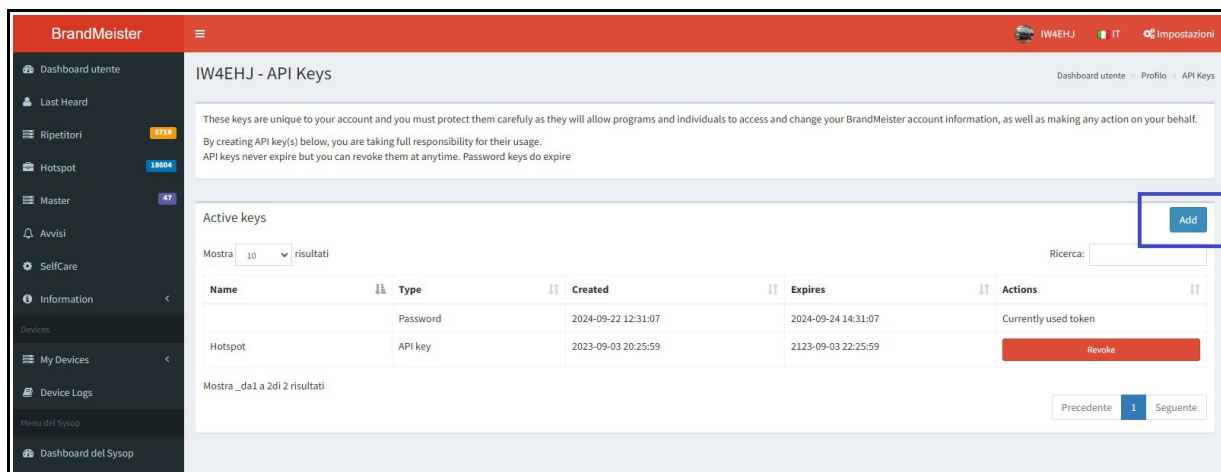 BrandMeister
IW4EHJ
IT
Impostazioni
Dashboard utente
Last Heard
Ripetitori 6718
Hotspot 18604
Master 47
Avvisi
SelfCare
Information
Devices
My Devices
Device Logs
Menu del Sysop
Dashboard del Sysop
IW4EHJ - API Keys
Dashboard utente > Profilo > API Keys
These keys are unique to your account and you must protect them carefuly as they will allow programs and individuals to access and change your BrandMeister account information, as well as making any action on your behalf.
By creating API key(s) below, you are taking full responsibility for their usage.
API keys never expire but you can revoke them at anytime. Password keys do expire
Active keys
Add
Mostra 10 risultati
Ricerca:
Name Type Created Expires Actions
Password 2024-09-22 12:31:07 2024-09-24 14:31:07 Currently used token
Hotspot API key 2023-09-03 20:25:59 2123-09-03 22:25:59 Revoke
Mostra _da1 a 2di 2 risultati
Precedente 1 Seguente